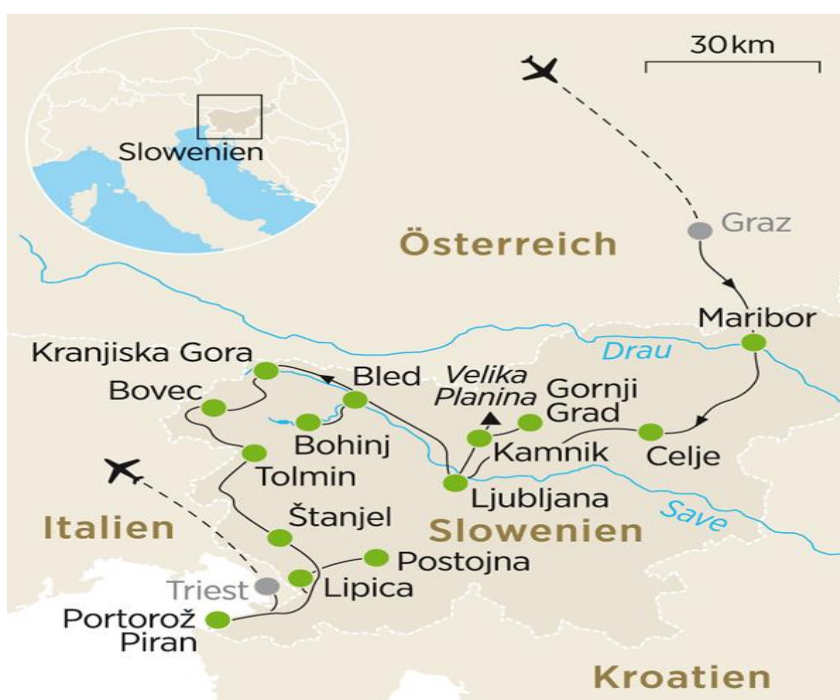 30 km
Slowenien
Graz
Österreich
Maribor
Drau
Kranjiska Gora
Bled
Velika
Planina
Gornji
Grad
Bovec
Bohinj
Kamnik
Celje
Tolmin
Ljubljana
Save
Štanjel
Italien
Slowenien
Postojna
Triest
Lipica
Portorož
Piran
Kroatien